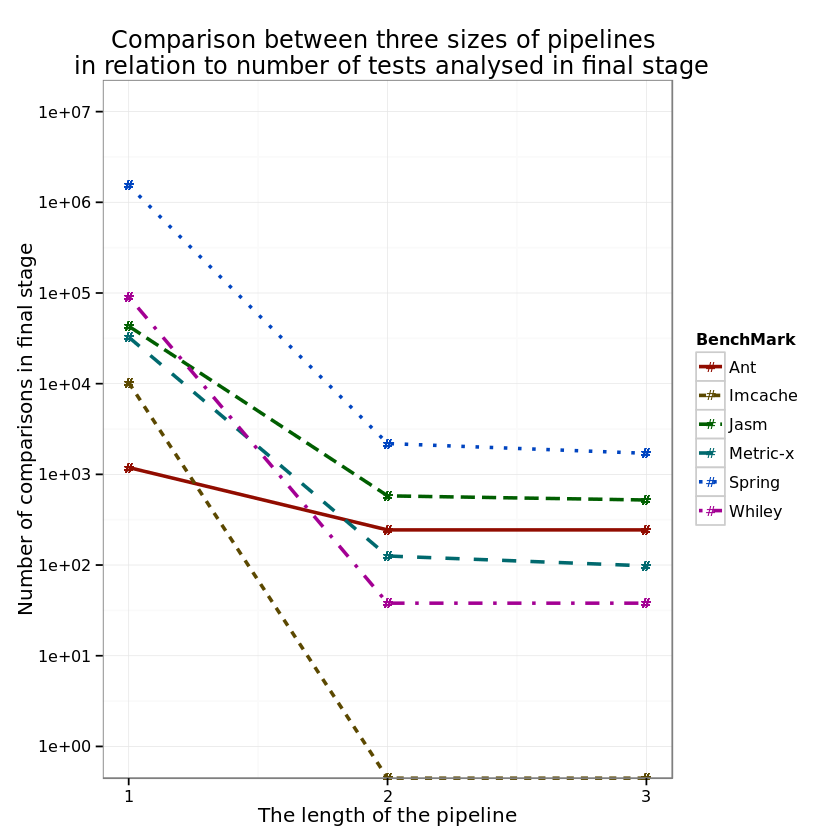 Comparison between three sizes of pipelines
in relation to number of tests analysed in final stage
Number of comparisons in final stage
1e+07
1e+06
1e+05
1e+04
1e+03
1e+02
1e+01
1e+00
1
2
3
The length of the pipeline
BenchMark
Ant
Imcache
Jasm
Metric-x
Spring
Whiley